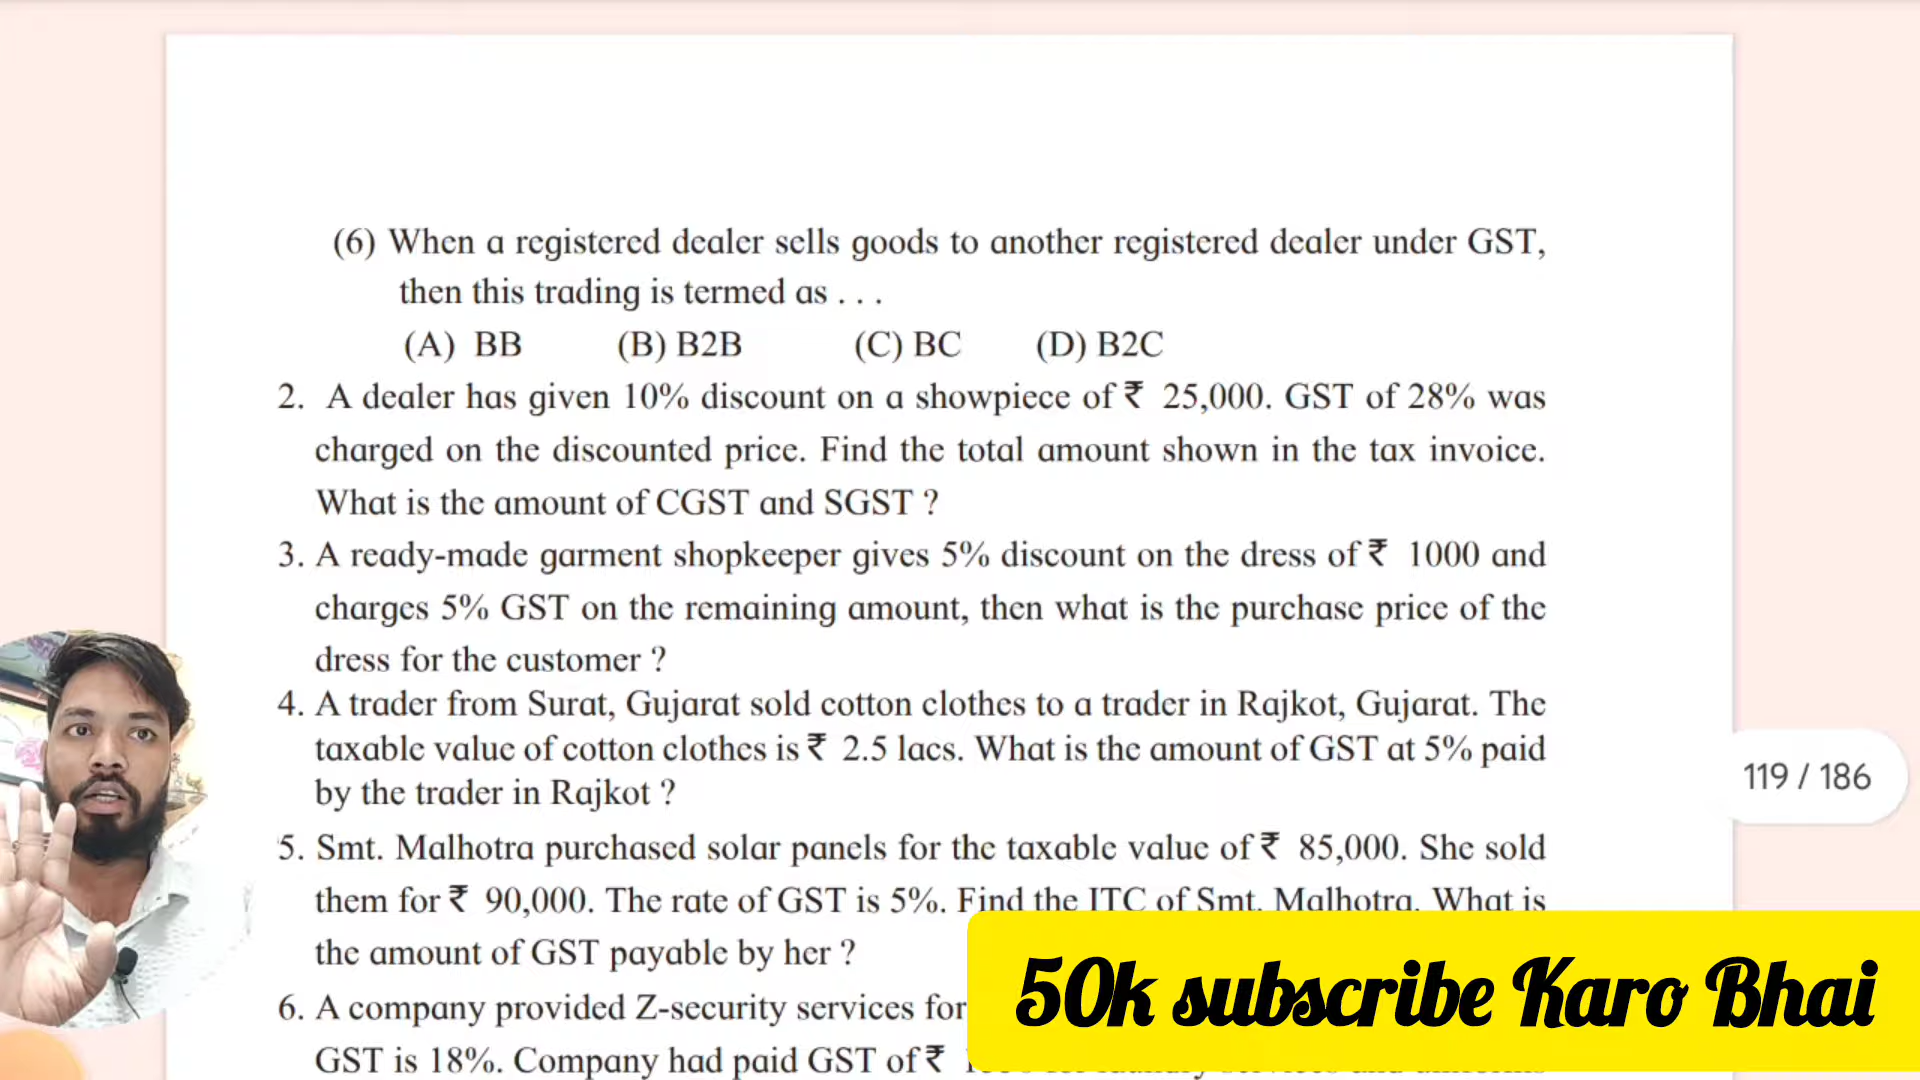 (6) When a registered dealer sells goods to another registered dealer under GST,
then this trading is termed as . . .
(A) BB (B) B2B (C) BC (D) B2C
2. A dealer has given 10% discount on a showpiece of ₹ 25,000. GST of 28% was
charged on the discounted price. Find the total amount shown in the tax invoice.
What is the amount of CGST and SGST ?
3. A ready-made garment shopkeeper gives 5% discount on the dress of ₹ 1000 and
charges 5% GST on the remaining amount, then what is the purchase price of the
dress for the customer ?
4. A trader from Surat, Gujarat sold cotton clothes to a trader in Rajkot, Gujarat. The
taxable value of cotton clothes is ₹ 2.5 lacs. What is the amount of GST at 5% paid
by the trader in Rajkot ?
5. Smt. Malhotra purchased solar panels for the taxable value of ₹ 85,000. She sold
them for ₹ 90,000. The rate of GST is 5%. Find the ITC of Smt. Malhotra. What is
the amount of GST payable by her ?
6. A company provided Z-security services for
GST is 18%. Company had paid GST of ₹
119 / 186
50k subscribe Karo Bhai